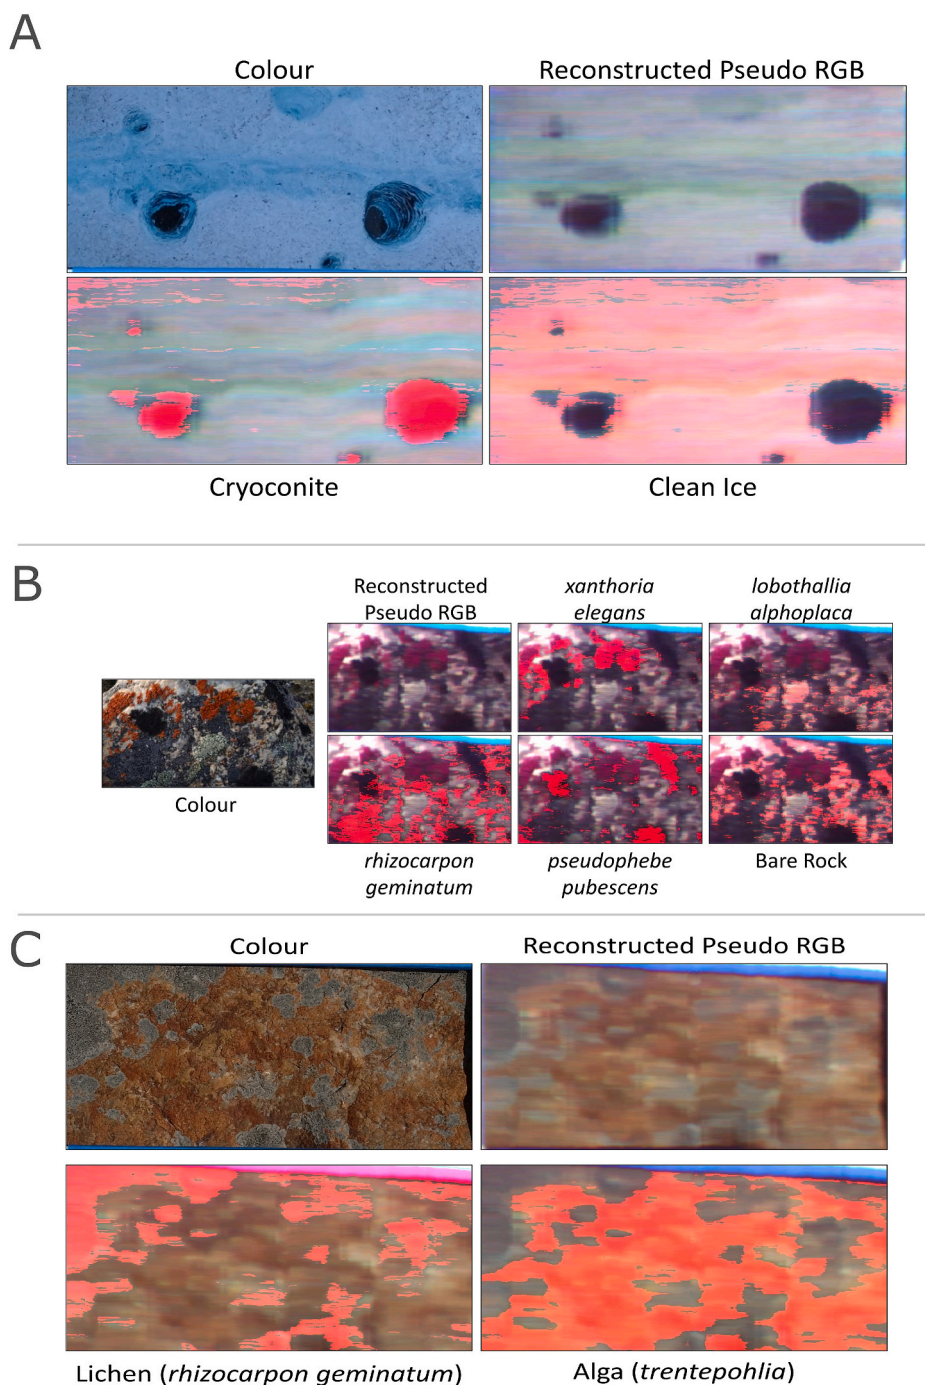 A
Colour
Reconstructed Pseudo RGB
Cryoconite
Clean Ice
B
Reconstructed
Pseudo RGB
xanthoria
elegans
lobothallia
alphoplaca
Colour
rhizocarpon
geminatum
pseudophebe
pubescens
Bare Rock
C
Colour
Reconstructed Pseudo RGB
Lichen (rhizocarpon geminatum)
Alga (trentepohlia)